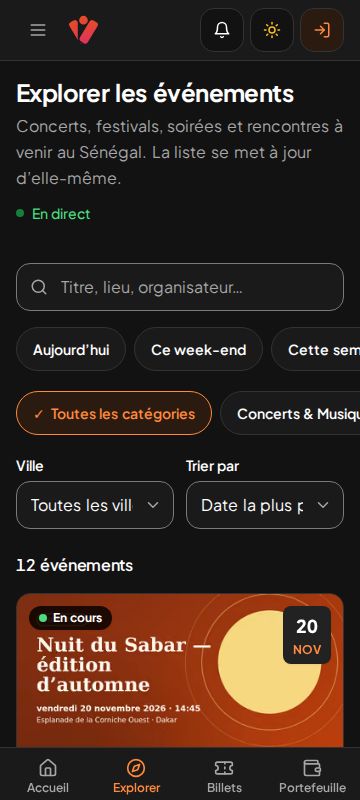 Explorer les événements
Concerts, festivals, soirées et rencontres à
venir au Sénégal. La liste se met à jour
d’elle-même.
En direct
Titre, lieu, organisateur…
Aujourd’hui
Ce week-end
Cette sem
✓ Toutes les catégories
Concerts & Musiqu
Ville
Trier par
Toutes les vill
Date la plus p
12 événements
En cours
20
NOV
Nuit du Sabar —
édition
d’automne
vendredi 20 novembre 2026 · 14:45
Esplanade de la Corniche Ouest · Dakar
Accueil
Explorer
Billets
Portefeuille